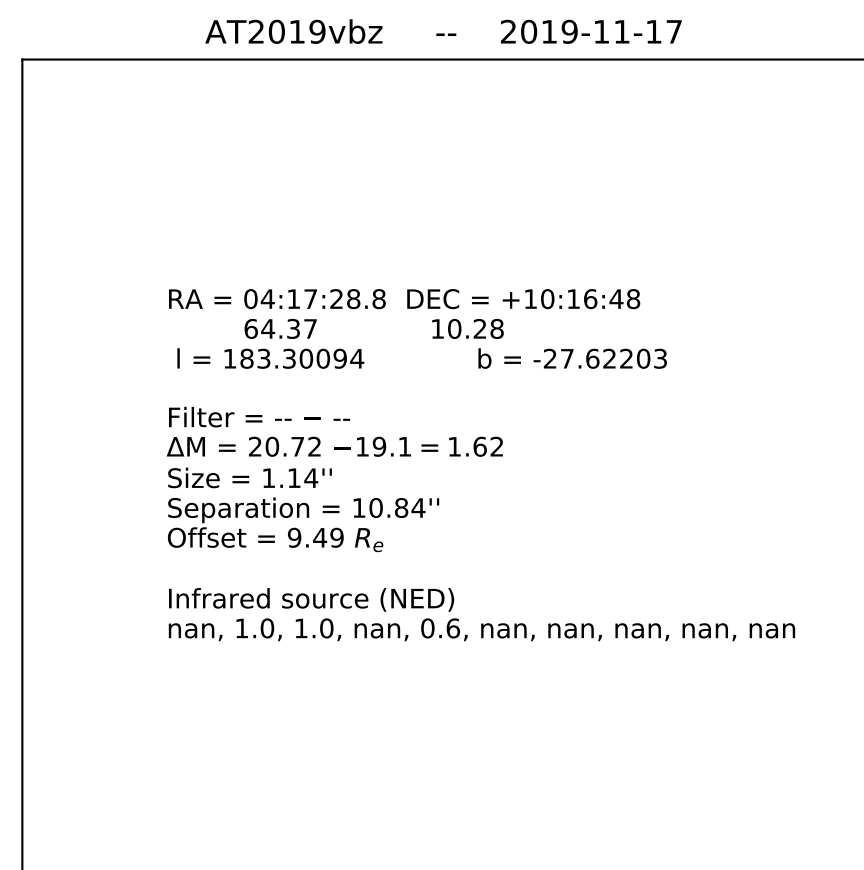 AT2019vbz -- 2019-11-17
RA = 04:17:28.8 DEC = +10:16:48
64.37 10.28
l = 183.30094 b = -27.62203
Filter = -- − --
ΔM = 20.72 −19.1 = 1.62
Size = 1.14''
Separation = 10.84''
Offset = 9.49 Rₑ
Infrared source (NED)
nan, 1.0, 1.0, nan, 0.6, nan, nan, nan, nan, nan